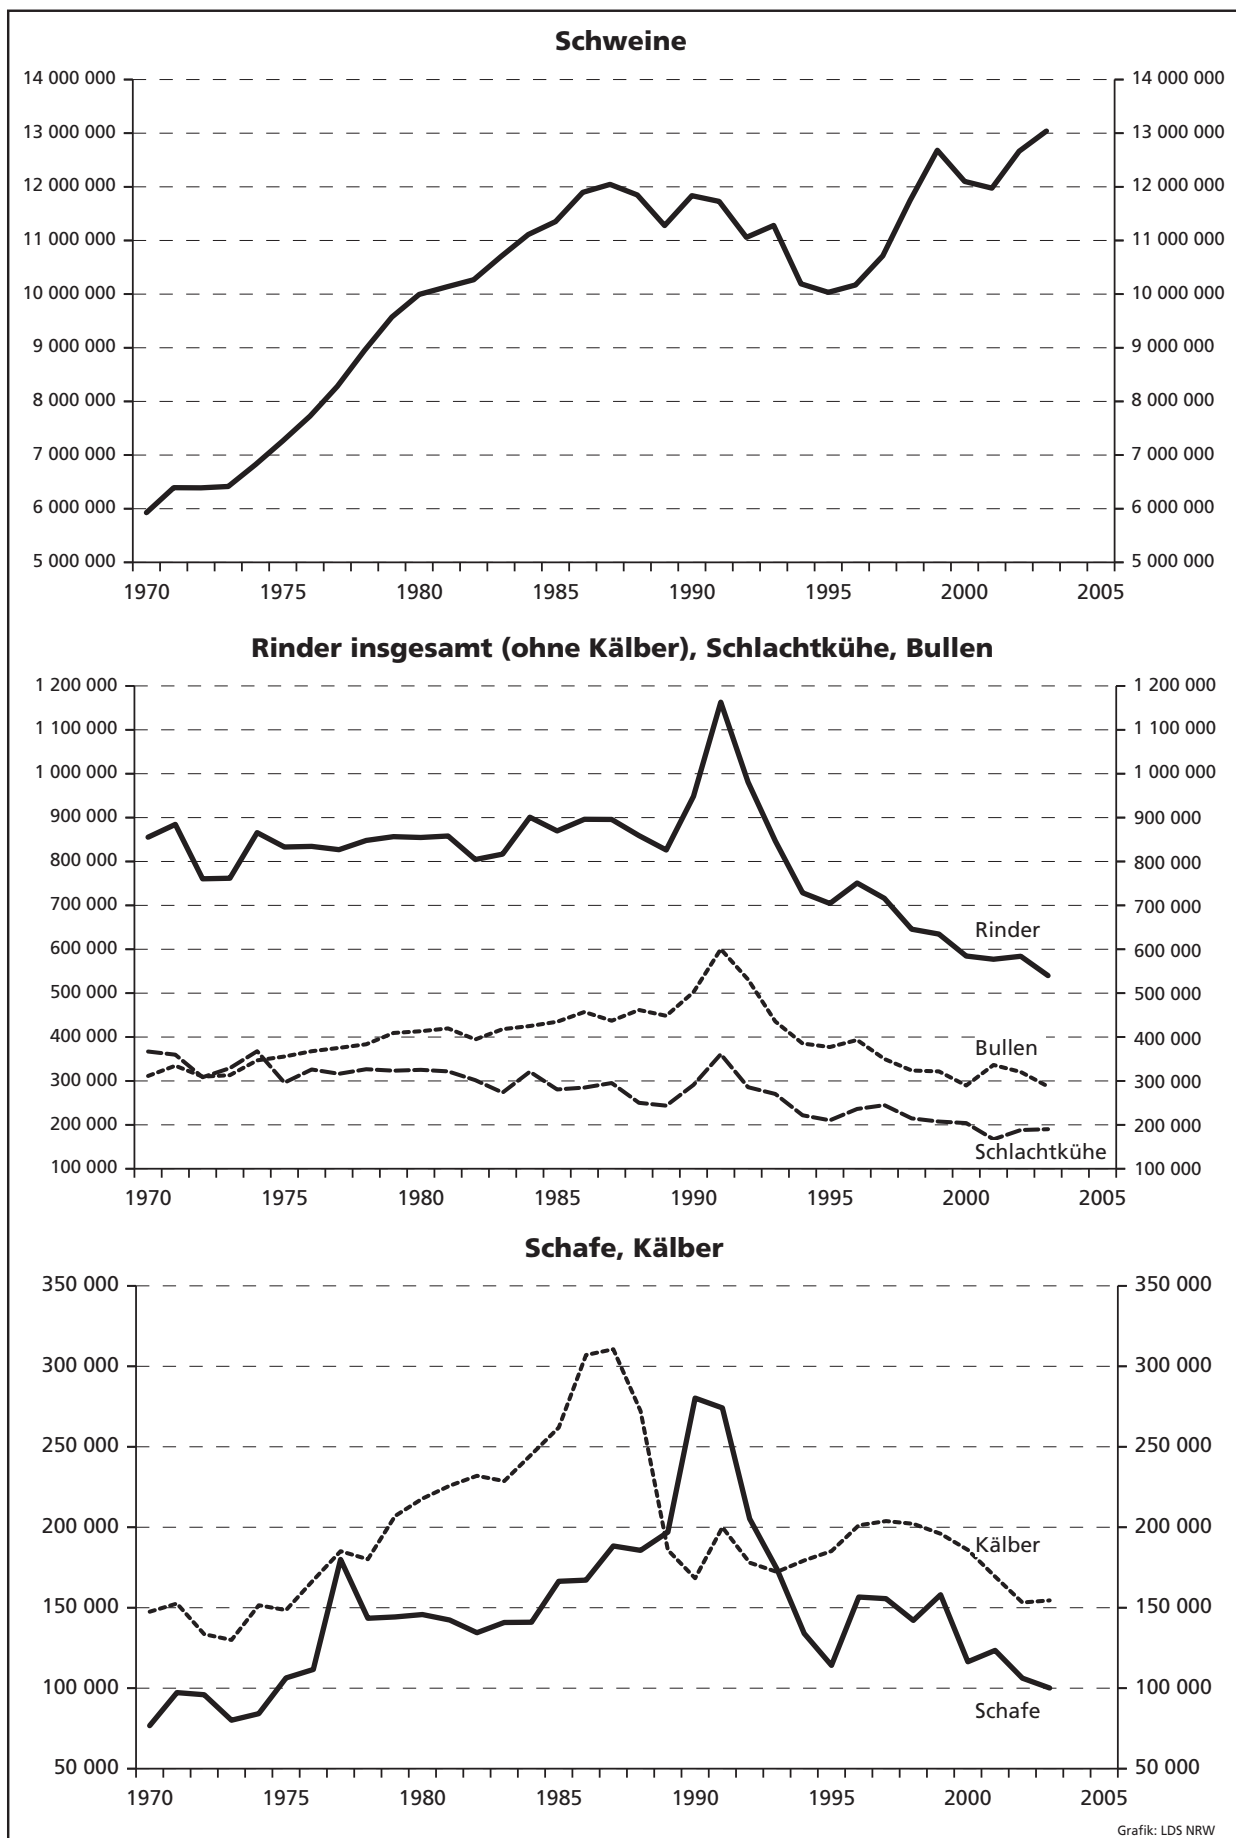 Schweine
14 000 000 14 000 000
13 000 000 13 000 000
12 000 000 12 000 000
11 000 000 11 000 000
10 000 000 10 000 000
9 000 000 9 000 000
8 000 000 8 000 000
7 000 000 7 000 000
6 000 000 6 000 000
5 000 000 5 000 000
1970 1975 1980 1985 1990 1995 2000 2005
Rinder insgesamt (ohne Kälber), Schlachtkühe, Bullen
1 200 000 1 200 000
1 100 000 1 100 000
1 000 000 1 000 000
900 000 900 000
800 000 800 000
700 000 700 000
Rinder
600 000 600 000
500 000 500 000
400 000 400 000
Bullen
300 000 300 000
200 000 200 000
Schlachtkühe
100 000 100 000
1970 1975 1980 1985 1990 1995 2000 2005
Schafe, Kälber
350 000 350 000
300 000 300 000
250 000 250 000
200 000 200 000
Kälber
150 000 150 000
100 000 100 000
Schafe
50 000 50 000
1970 1975 1980 1985 1990 1995 2000 2005
Grafik: LDS NRW